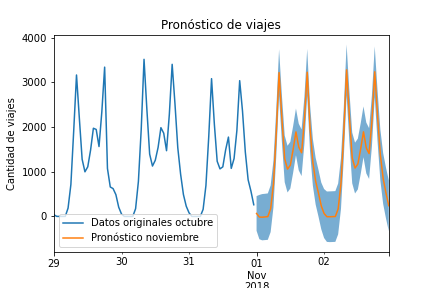 Pronóstico de viajes
Cantidad de viajes
4000
3000
2000
1000
0
Datos originales octubre
Pronóstico noviembre
29
30
31
01
02
Nov
2018